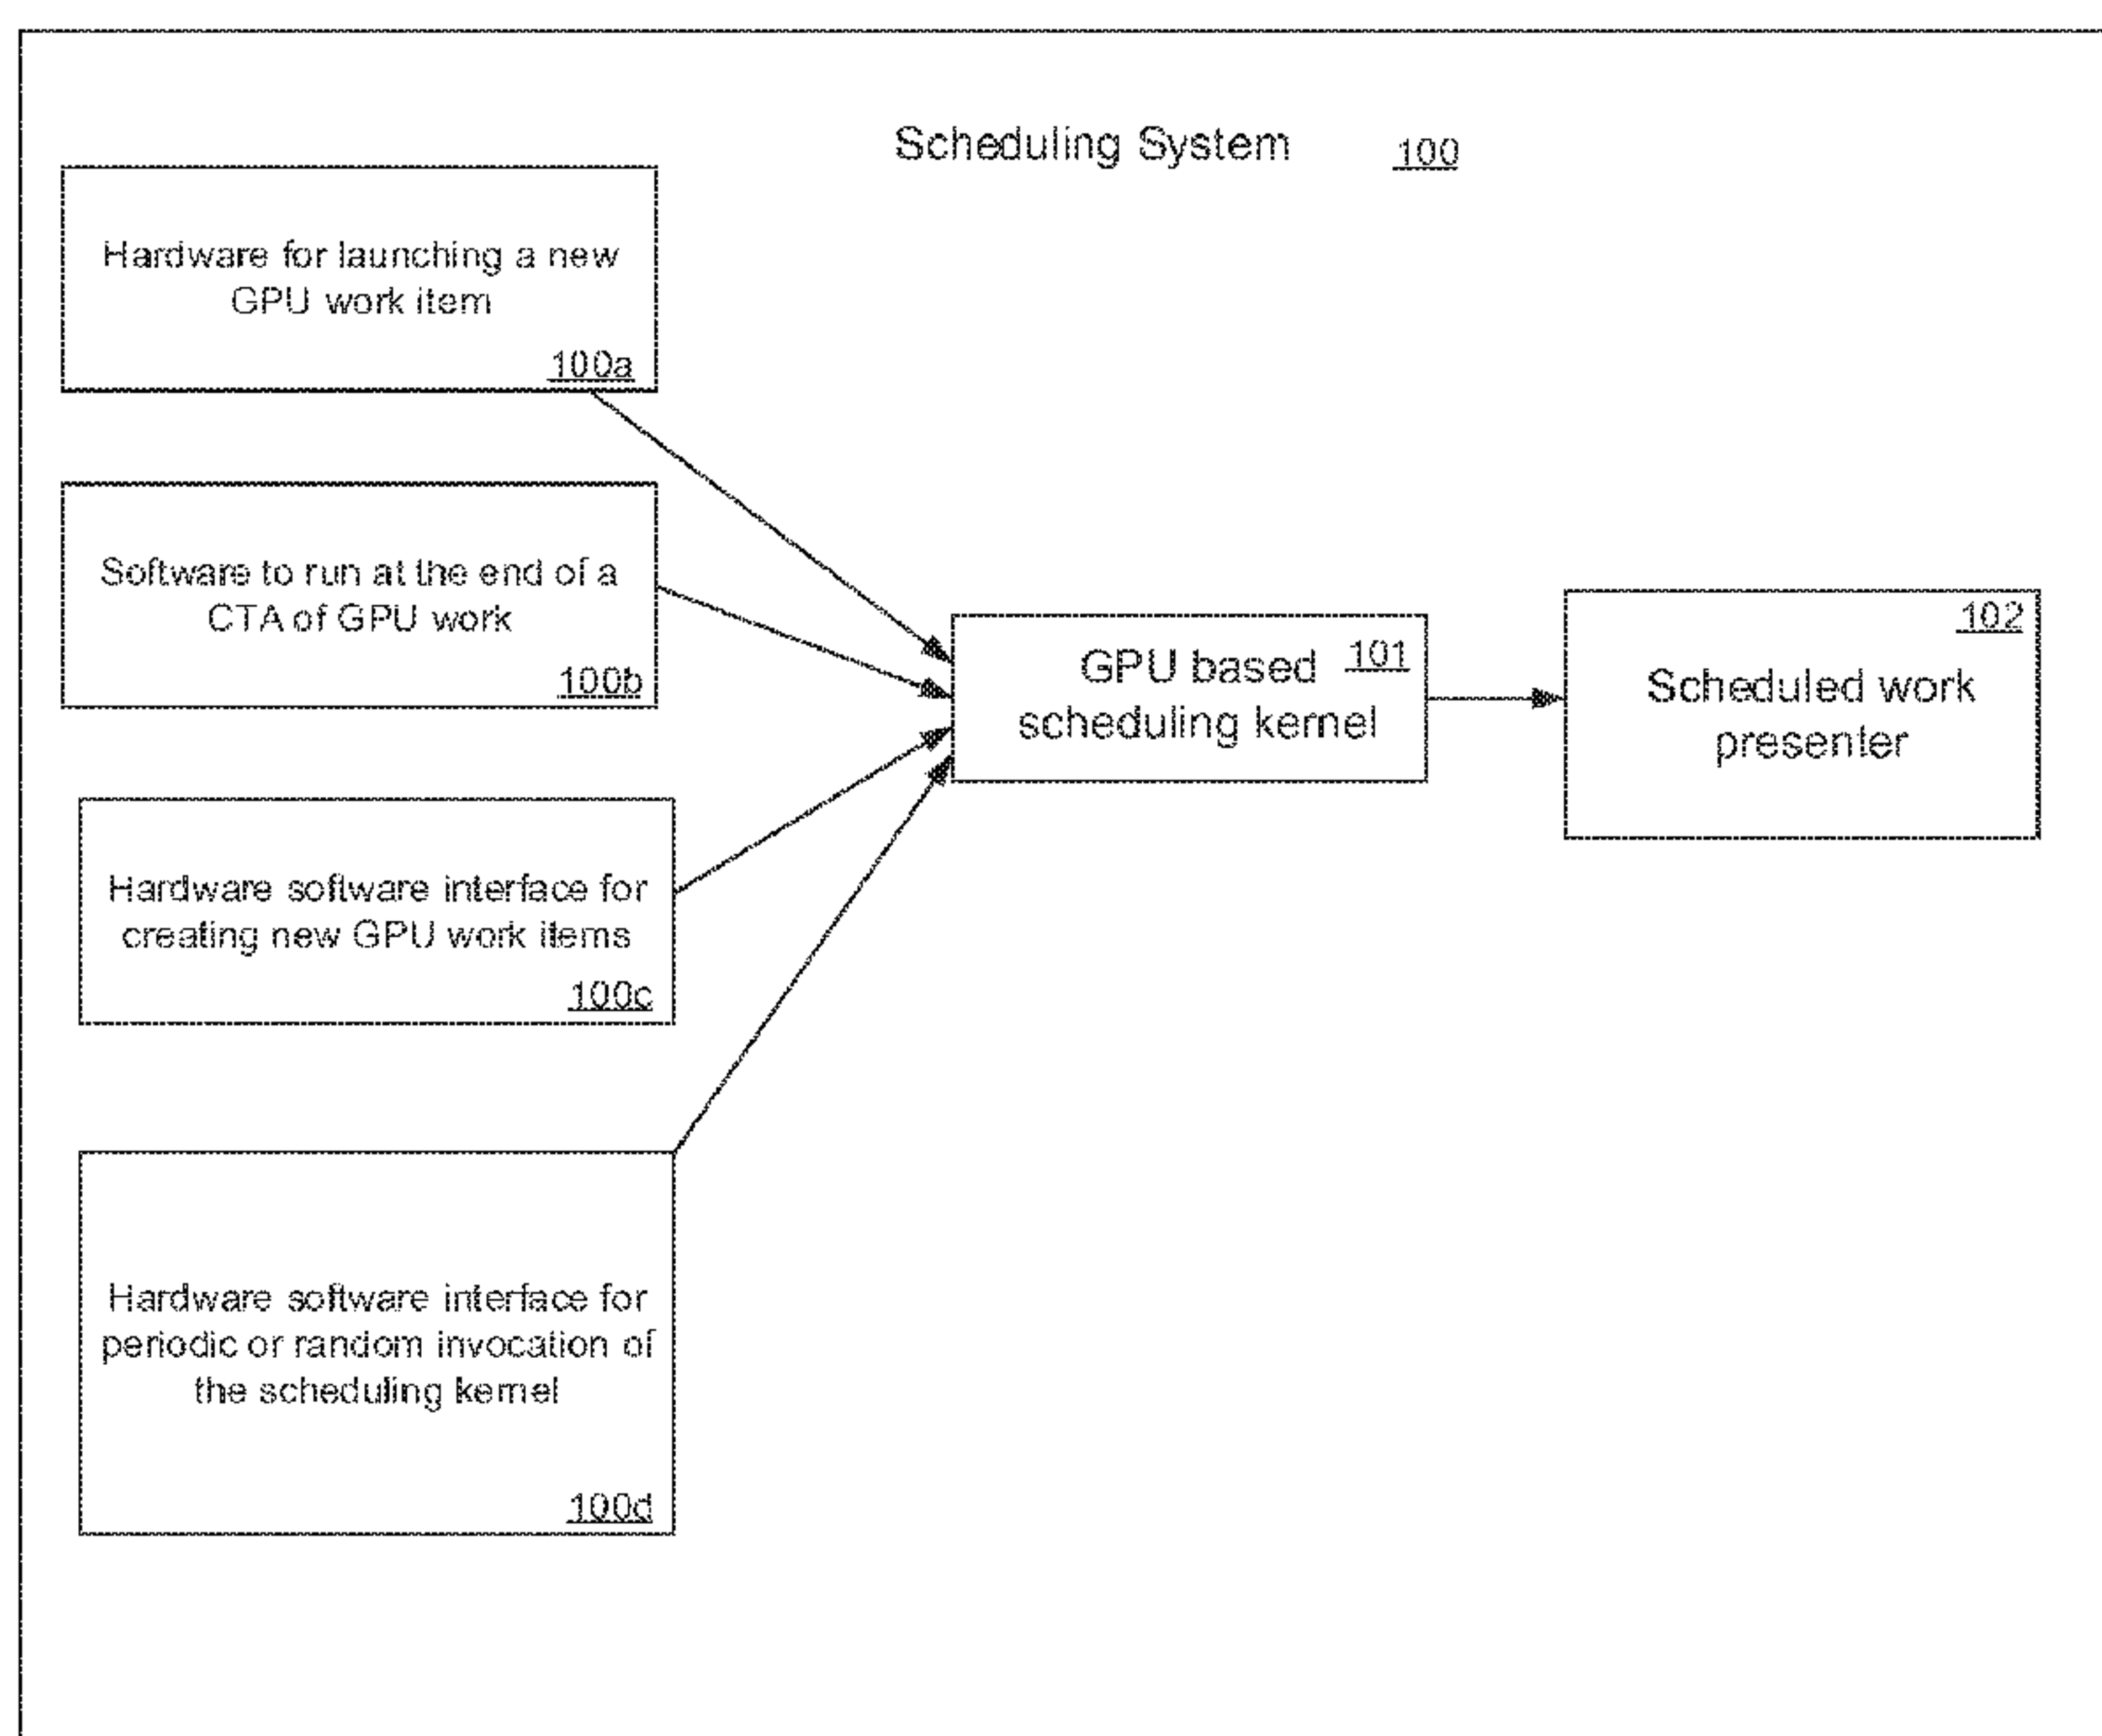 Scheduling System 100
Hardware for launching a new
GPU work item
100a
Software to run at the end of a
CTA of GPU work
100b
Hardware software interface for
creating new GPU work items
100c
Hardware software interface for
periodic or random invocation of
the scheduling kernel
100d
GPU based 101
scheduling kernel
102
Scheduled work
presenter